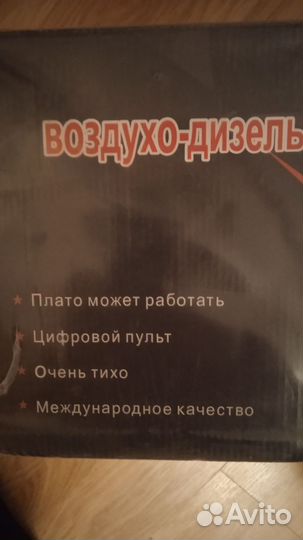 воздухо-дизель
Плато может работать
Цифровой пульт
Очень тихо
Международное качество
Avito